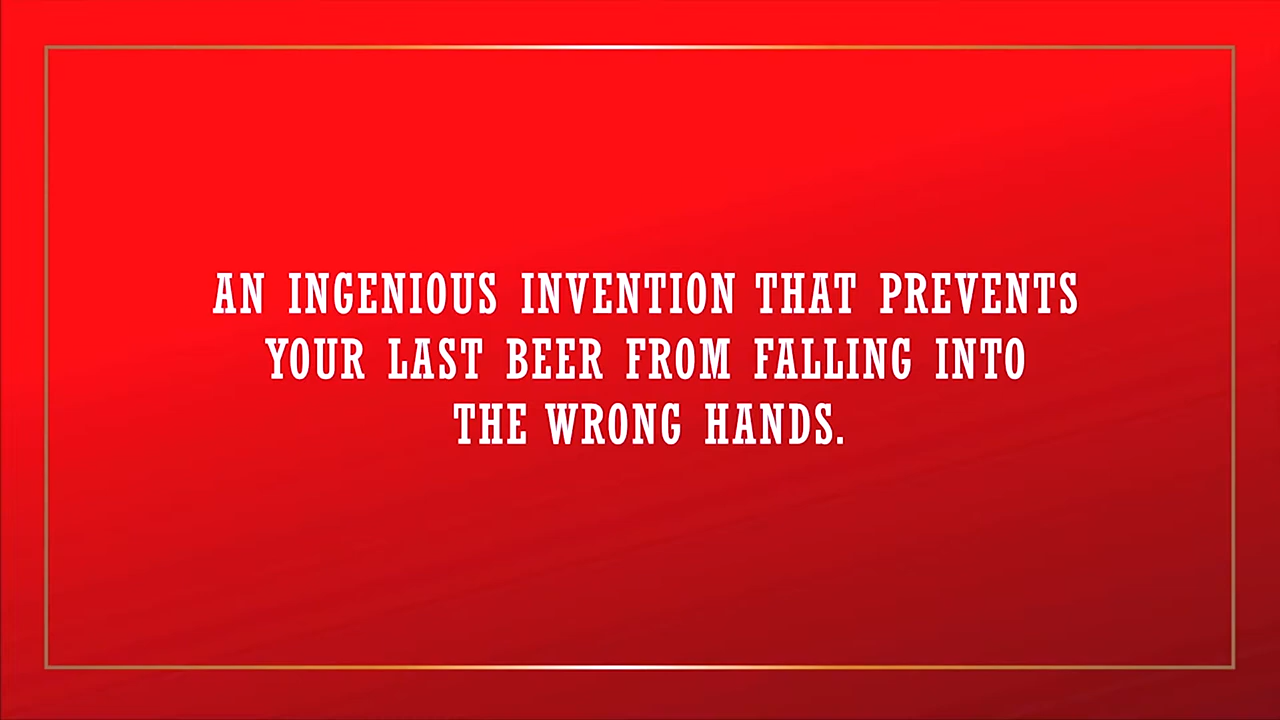 AN INGENIOUS INVENTION THAT PREVENTS
YOUR LAST BEER FROM FALLING INTO
THE WRONG HANDS.